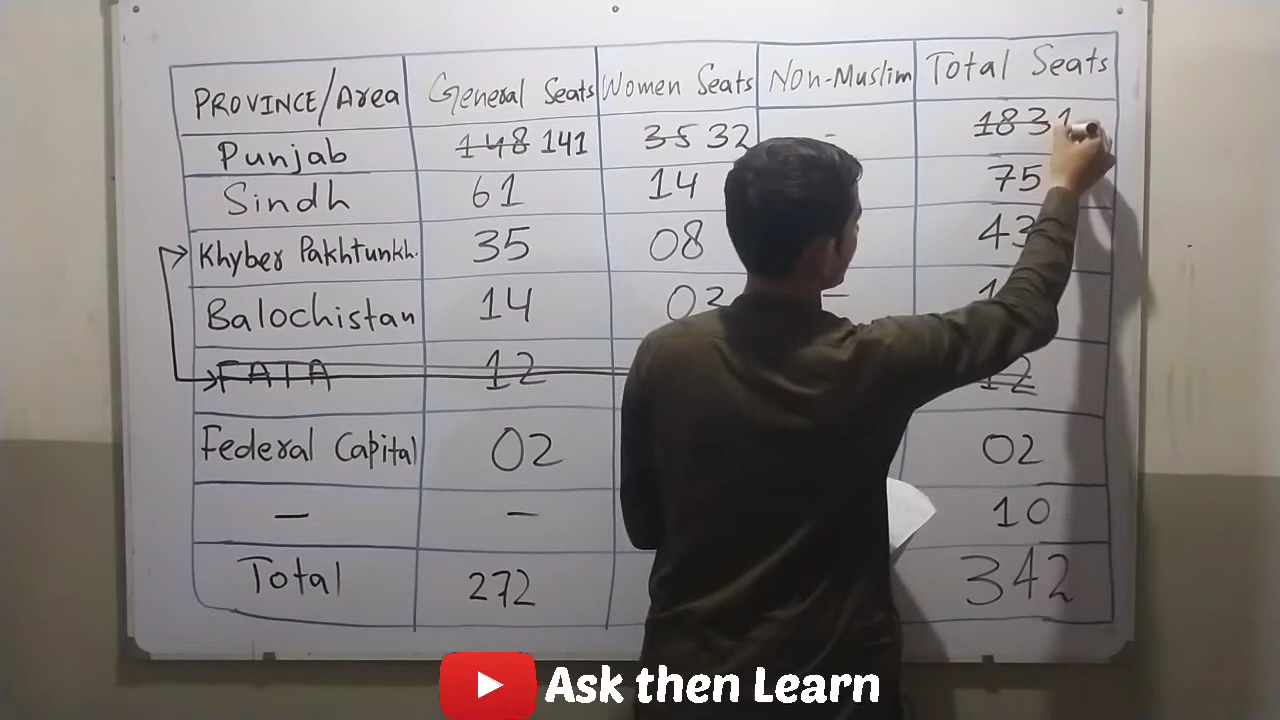 PROVINCE/Area General Seats Women Seats Non-Muslim Total Seats
Punjab 148 141 35 32 - 183 1
Sindh 61 14 75
Khyber Pakhtunkh. 35 08 43
Balochistan 14 03 -
FATA 12 12
Federal Capital 02 02
- - 10
Total 272 342
Ask then Learn